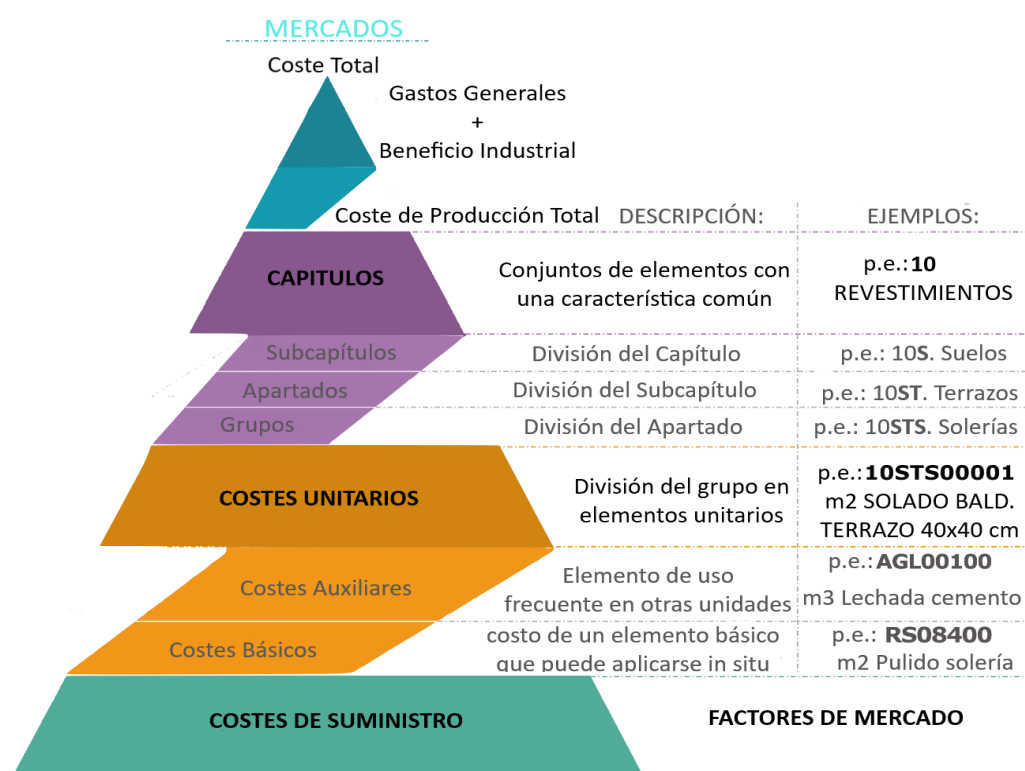 MERCADOS
Coste Total
Gastos Generales
+
Beneficio Industrial
Coste de Producción Total
DESCRIPCIÓN:
EJEMPLOS:
CAPITULOS
Conjuntos de elementos con
una característica común
p.e.:10
REVESTIMIENTOS
Subcapítulos
División del Capítulo
p.e.: 10S. Suelos
Apartados
División del Subcapítulo
p.e.: 10ST. Terrazos
Grupos
División del Apartado
p.e.: 10STS. Solerías
COSTES UNITARIOS
División del grupo en
elementos unitarios
p.e.:10STS00001
m2 SOLADO BALD.
TERRAZO 40x40 cm
Costes Auxiliares
Elemento de uso
frecuente en otras unidades
p.e.:AGL00100
m3 Lechada cemento
Costes Básicos
costo de un elemento básico
que puede aplicarse in situ
p.e.: RS08400
m2 Pulido solería
COSTES DE SUMINISTRO
FACTORES DE MERCADO